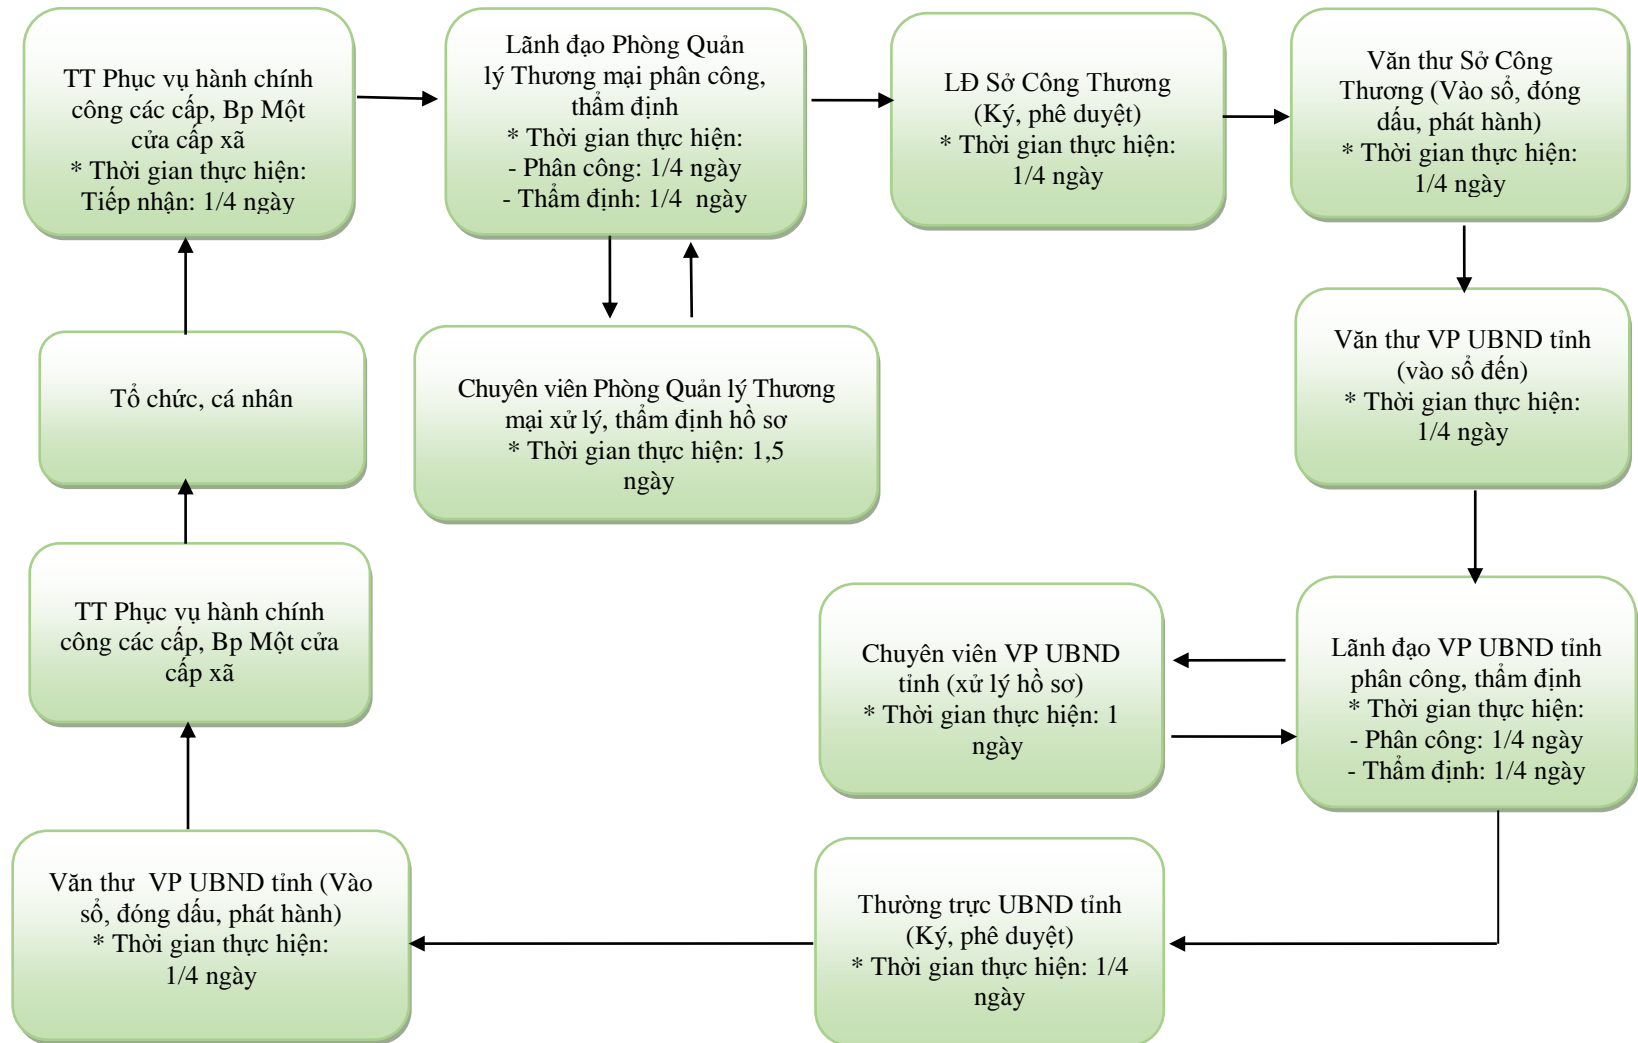 TT Phục vụ hành chính
công các cấp, Bp Một
cửa cấp xã
* Thời gian thực hiện:
Tiếp nhận: 1/4 ngày
Lãnh đạo Phòng Quản
lý Thương mại phân công,
thẩm định
* Thời gian thực hiện:
- Phân công: 1/4 ngày
- Thẩm định: 1/4 ngày
LĐ Sở Công Thương
(Ký, phê duyệt)
* Thời gian thực hiện:
1/4 ngày
Văn thư Sở Công
Thương (Vào sổ, đóng
dấu, phát hành)
* Thời gian thực hiện:
1/4 ngày
Tổ chức, cá nhân
Chuyên viên Phòng Quản lý Thương
mại xử lý, thẩm định hồ sơ
* Thời gian thực hiện: 1,5
ngày
Văn thư VP UBND tỉnh
(vào sổ đến)
* Thời gian thực hiện:
1/4 ngày
TT Phục vụ hành chính
công các cấp, Bp Một cửa
cấp xã
Chuyên viên VP UBND
tỉnh (xử lý hồ sơ)
* Thời gian thực hiện: 1
ngày
Lãnh đạo VP UBND tỉnh
phân công, thẩm định
* Thời gian thực hiện:
- Phân công: 1/4 ngày
- Thẩm định: 1/4 ngày
Văn thư VP UBND tỉnh (Vào
sổ, đóng dấu, phát hành)
* Thời gian thực hiện:
1/4 ngày
Thường trực UBND tỉnh
(Ký, phê duyệt)
* Thời gian thực hiện: 1/4
ngày